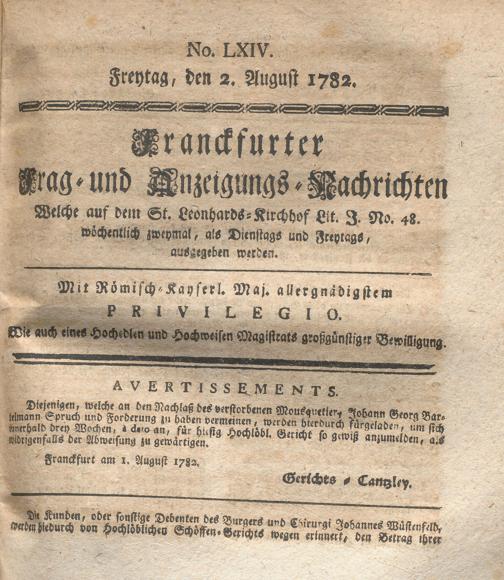 No. LXIV.
Freytag, den 2. August 1782.
Franckfurter
Frag-und Anzeigungs-Nachrichten
Welche auf dem St. Leonhards-Kirchhof Lit. J. No. 48.
wöchentlich zweymal, als Dienstags und Freytags,
ausgegeben werden.
Mit Römisch-Kayserl. Maj. allergnädigstem
PRIVILEGIO.
Wie auch eines Hochedlen und Hochweisen Magistrats großgünstiger Bewilligung.
AVERTISSEMENTS.
Diejenigen, welche an den Nachlaß des verstorbenen Mousquetier, Johann Georg Bar-
telmann Spruch und Forderung zu haben vermeinen, werden hierdurch fürgeladen, um sich
innerhalb drey Wochen, à dato an, für hiesig Hochlöbl. Gericht so gewiß anzumelden, als
widrigenfalls der Abweisung zu gewärtigen.
Franckfurt am 1. August 1782.
Gerichts-Cantzley.
Die Kunden, oder sonstige Debenten des Burgers und Chirurgi Johannes Wüstenfeld,
werden hiedurch von Hochlöblichen Schöffen-Gerichts wegen erinnert, den Betrag ihrer